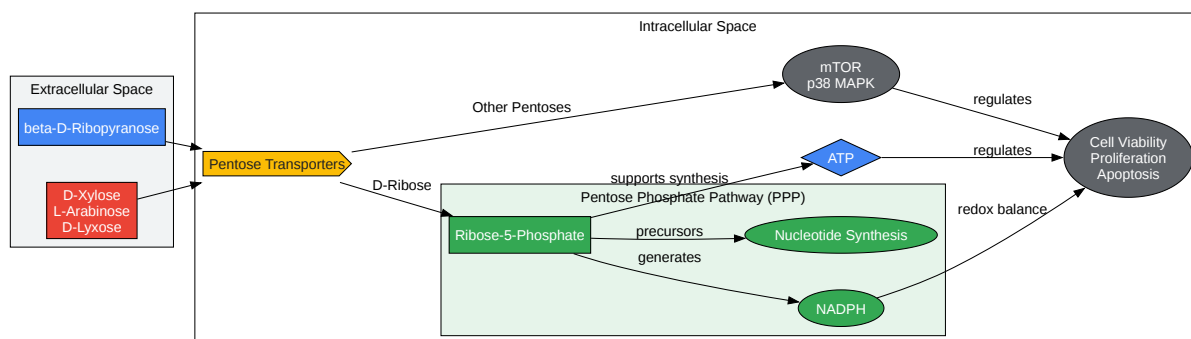 Intracellular Space
Extracellular Space
beta-D-Ribopyranose
D-Xylose
L-Arabinose
D-Lyxose
Pentose Transporters
Other Pentoses
D-Ribose
mTOR
p38 MAPK
regulates
ATP
regulates
supports synthesis
Pentose Phosphate Pathway (PPP)
Ribose-5-Phosphate
precursors
Nucleotide Synthesis
generates
NADPH
redox balance
Cell Viability
Proliferation
Apoptosis